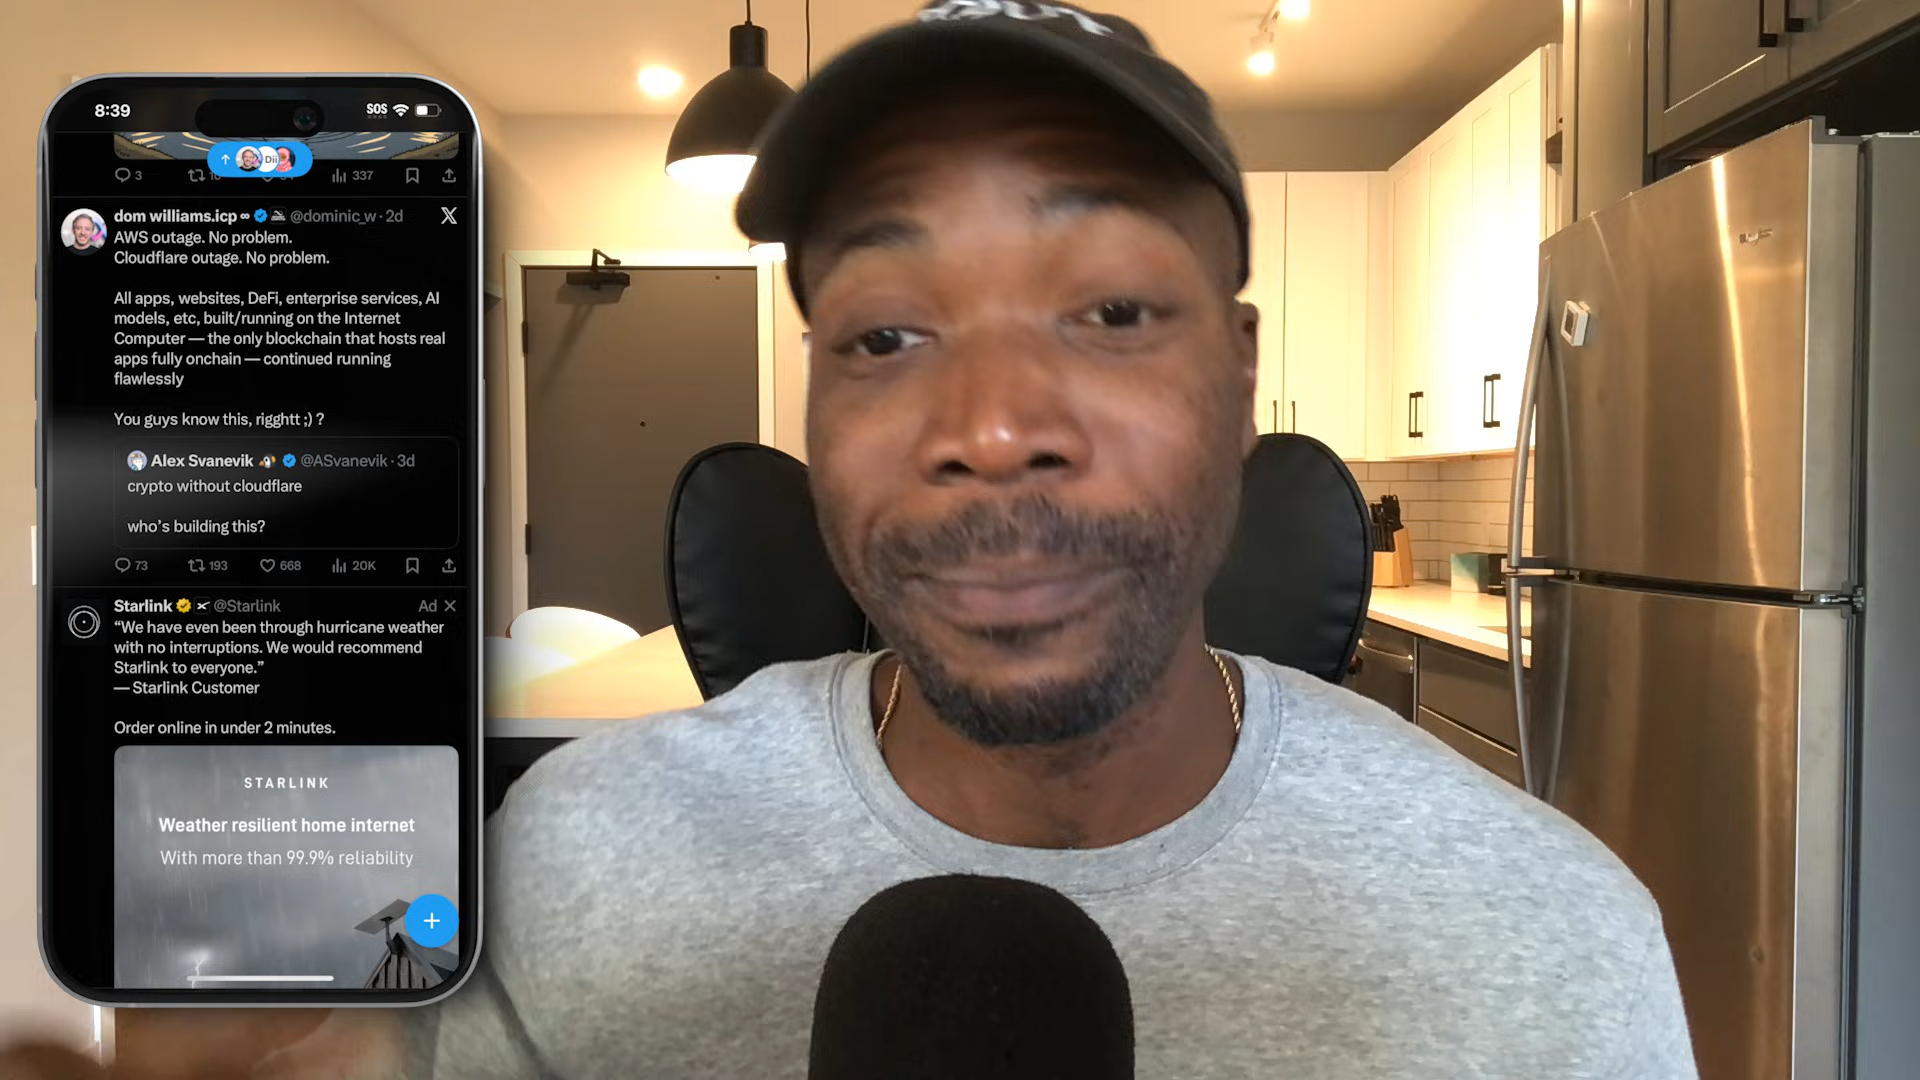 8:39
SOS
Dii
3
337
dom williams.icp ∞ @dominic_w · 2d
AWS outage. No problem.
Cloudflare outage. No problem.
All apps, websites, DeFi, enterprise services, AI
models, etc, built/running on the Internet
Computer — the only blockchain that hosts real
apps fully onchain — continued running
flawlessly
You guys know this, rigghtt ;) ?
Alex Svanevik @ASvanevik · 3d
crypto without cloudflare
who's building this?
73 193 668 20K
Starlink @Starlink Ad
“We have even been through hurricane weather
with no interruptions. We would recommend
Starlink to everyone.”
— Starlink Customer
Order online in under 2 minutes.
STARLINK
Weather resilient home internet
With more than 99.9% reliability